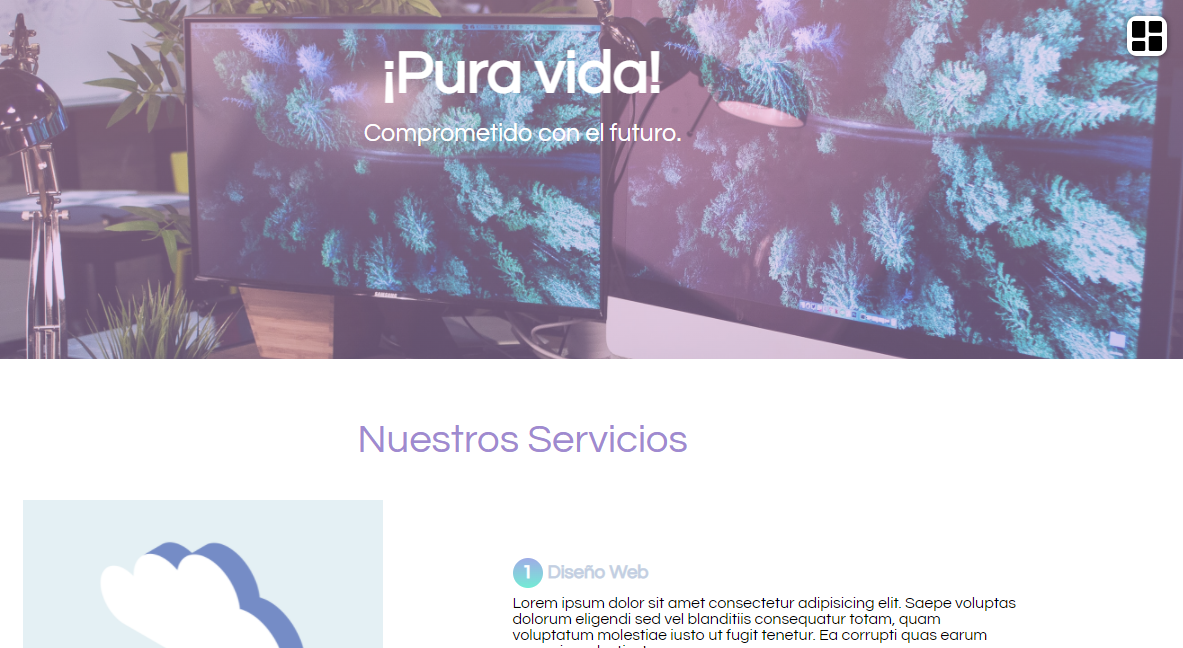 ¡Pura vida!
Comprometido con el futuro.
Nuestros Servicios
1 Diseño Web
Lorem ipsum dolor sit amet consectetur adipisicing elit. Saepe voluptas
dolorum eligendi sed vel blanditiis consequatur totam, quam
voluptatum molestiae iusto ut fugit tenetur. Ea corrupti quas earum